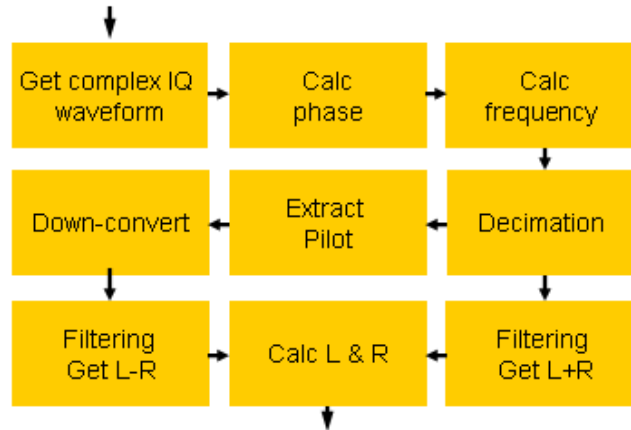 Get complex IQ
waveform
Calc
phase
Calc
frequency
Down-convert
Extract
Pilot
Decimation
Filtering
Get L-R
Calc L & R
Filtering
Get L+R